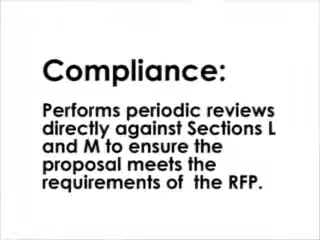 Compliance:
Performs periodic reviews
directly against Sections L
and M to ensure the
proposal meets the
requirements of the RFP.